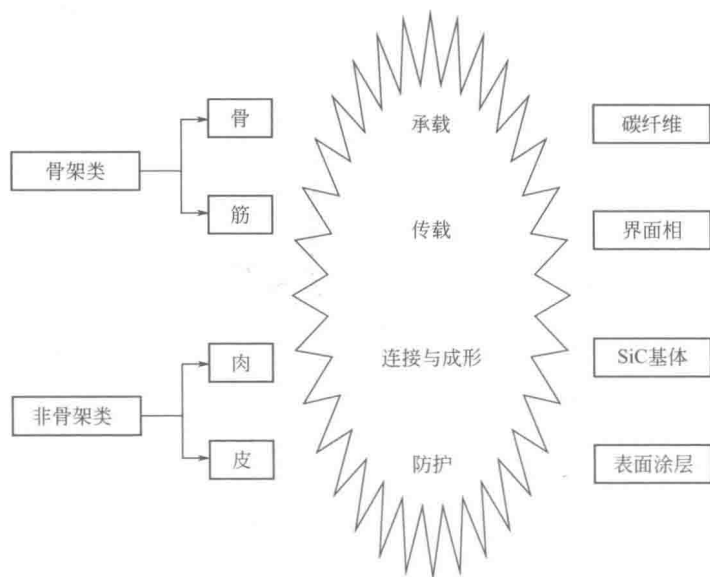 骨
承载
碳纤维
骨架类
筋
传载
界面相
肉
连接与成形
SiC基体
非骨架类
皮
防护
表面涂层